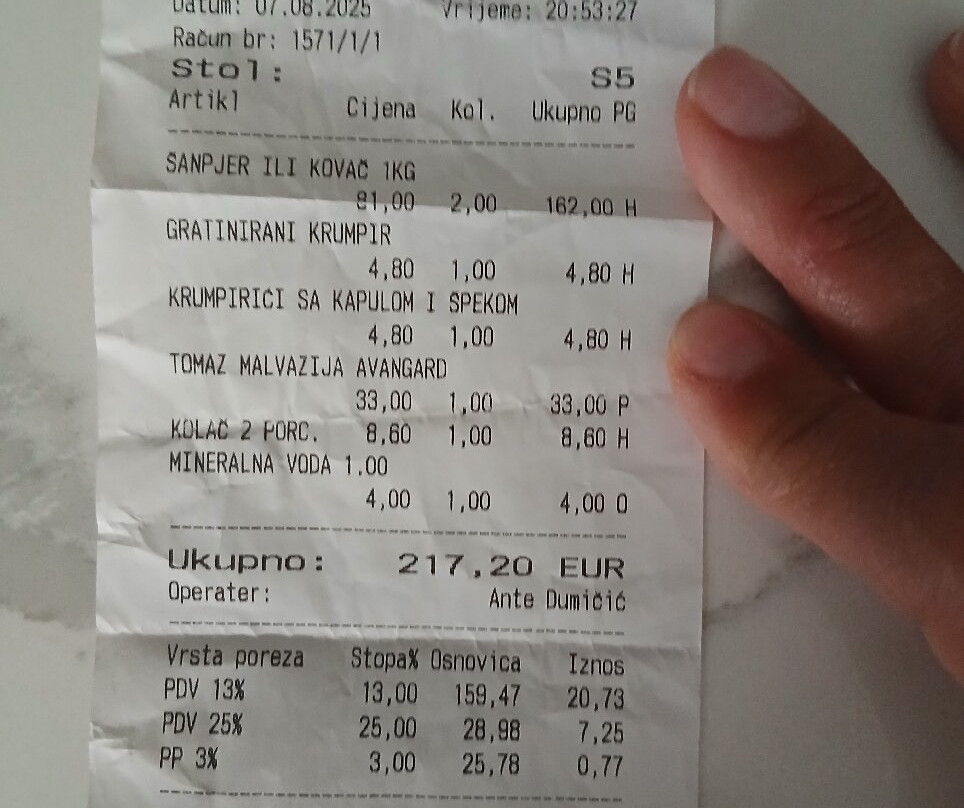 Datum: 07.08.2025 Vrijeme: 20:53:27
Račun br: 1571/1/1
Stol: S5
Artikl Cijena Kol. Ukupno PG
ŠANPJER ILI KOVAČ 1KG
81,00 2,00 162,00 H
GRATINIRANI KRUMPIR
4,80 1,00 4,80 H
KRUMPIRIĆI SA KAPULOM I ŠPEKOM
4,80 1,00 4,80 H
TOMAZ MALVAZIJA AVANGARD
33,00 1,00 33,00 P
KOLAČ 2 PORC. 8,60 1,00 8,60 H
MINERALNA VODA 1.00
4,00 1,00 4,00 O
Ukupno: 217,20 EUR
Operater: Ante Dumičić
Vrsta poreza Stopa% Osnovica Iznos
PDV 13% 13,00 159,47 20,73
PDV 25% 25,00 28,98 7,25
PP 3% 3,00 25,78 0,77